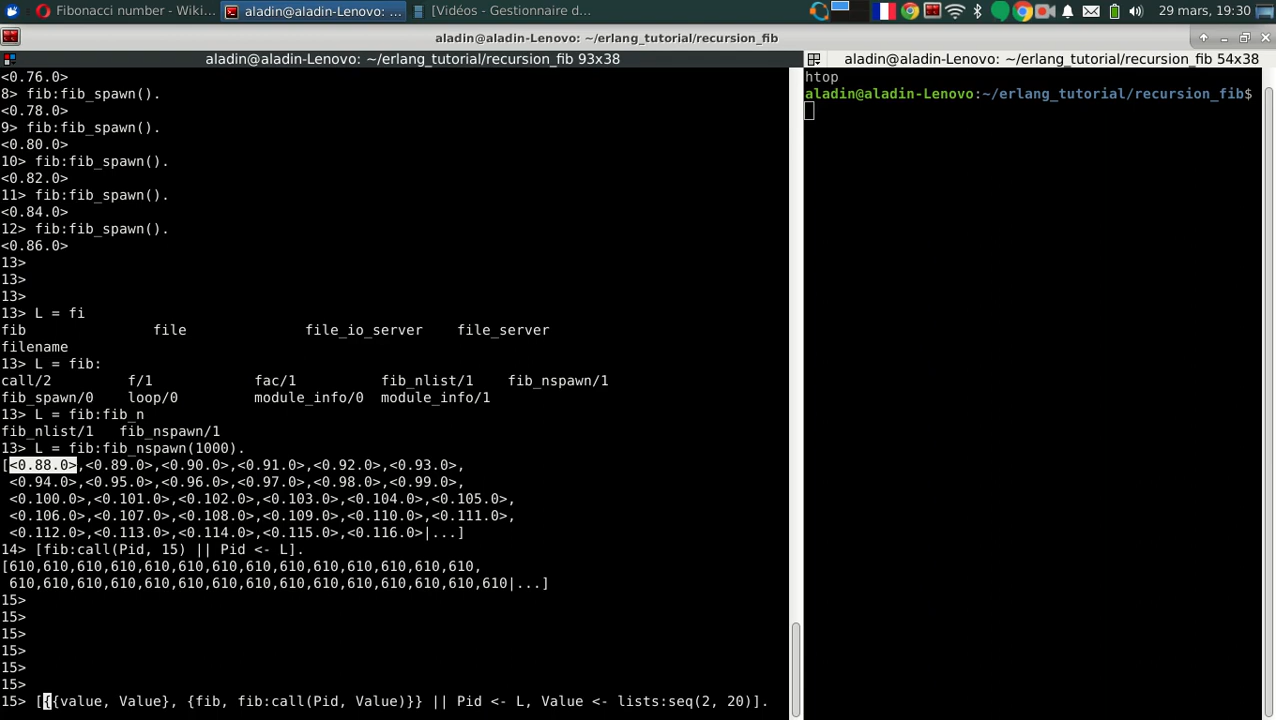 Fibonacci number - Wiki...
aladin@aladin-Lenovo: ...
[Vidéos - Gestionnaire d...
29 mars, 19:30
aladin@aladin-Lenovo: ~/erlang_tutorial/recursion_fib
aladin@aladin-Lenovo: ~/erlang_tutorial/recursion_fib 93x38
<0.76.0>
8> fib:fib_spawn().
<0.78.0>
9> fib:fib_spawn().
<0.80.0>
10> fib:fib_spawn().
<0.82.0>
11> fib:fib_spawn().
<0.84.0>
12> fib:fib_spawn().
<0.86.0>
13>
13>
13>
13> L = fi
fib file file_io_server file_server
filename
13> L = fib:
call/2 f/1 fac/1 fib_nlist/1 fib_nspawn/1
fib_spawn/0 loop/0 module_info/0 module_info/1
13> L = fib:fib_n
fib_nlist/1 fib_nspawn/1
13> L = fib:fib_nspawn(1000).
[<0.88.0>,<0.89.0>,<0.90.0>,<0.91.0>,<0.92.0>,<0.93.0>,
<0.94.0>,<0.95.0>,<0.96.0>,<0.97.0>,<0.98.0>,<0.99.0>,
<0.100.0>,<0.101.0>,<0.102.0>,<0.103.0>,<0.104.0>,<0.105.0>,
<0.106.0>,<0.107.0>,<0.108.0>,<0.109.0>,<0.110.0>,<0.111.0>,
<0.112.0>,<0.113.0>,<0.114.0>,<0.115.0>,<0.116.0>|...]
14> [fib:call(Pid, 15) || Pid <- L].
[610,610,610,610,610,610,610,610,610,610,610,610,610,610,
610,610,610,610,610,610,610,610,610,610,610,610,610,610,610|...]
15>
15>
15>
15>
15>
15>
15> [{{value, Value}, {fib, fib:call(Pid, Value)}} || Pid <- L, Value <- lists:seq(2, 20)].
aladin@aladin-Lenovo: ~/erlang_tutorial/recursion_fib 54x38
htop
aladin@aladin-Lenovo:~/erlang_tutorial/recursion_fib$